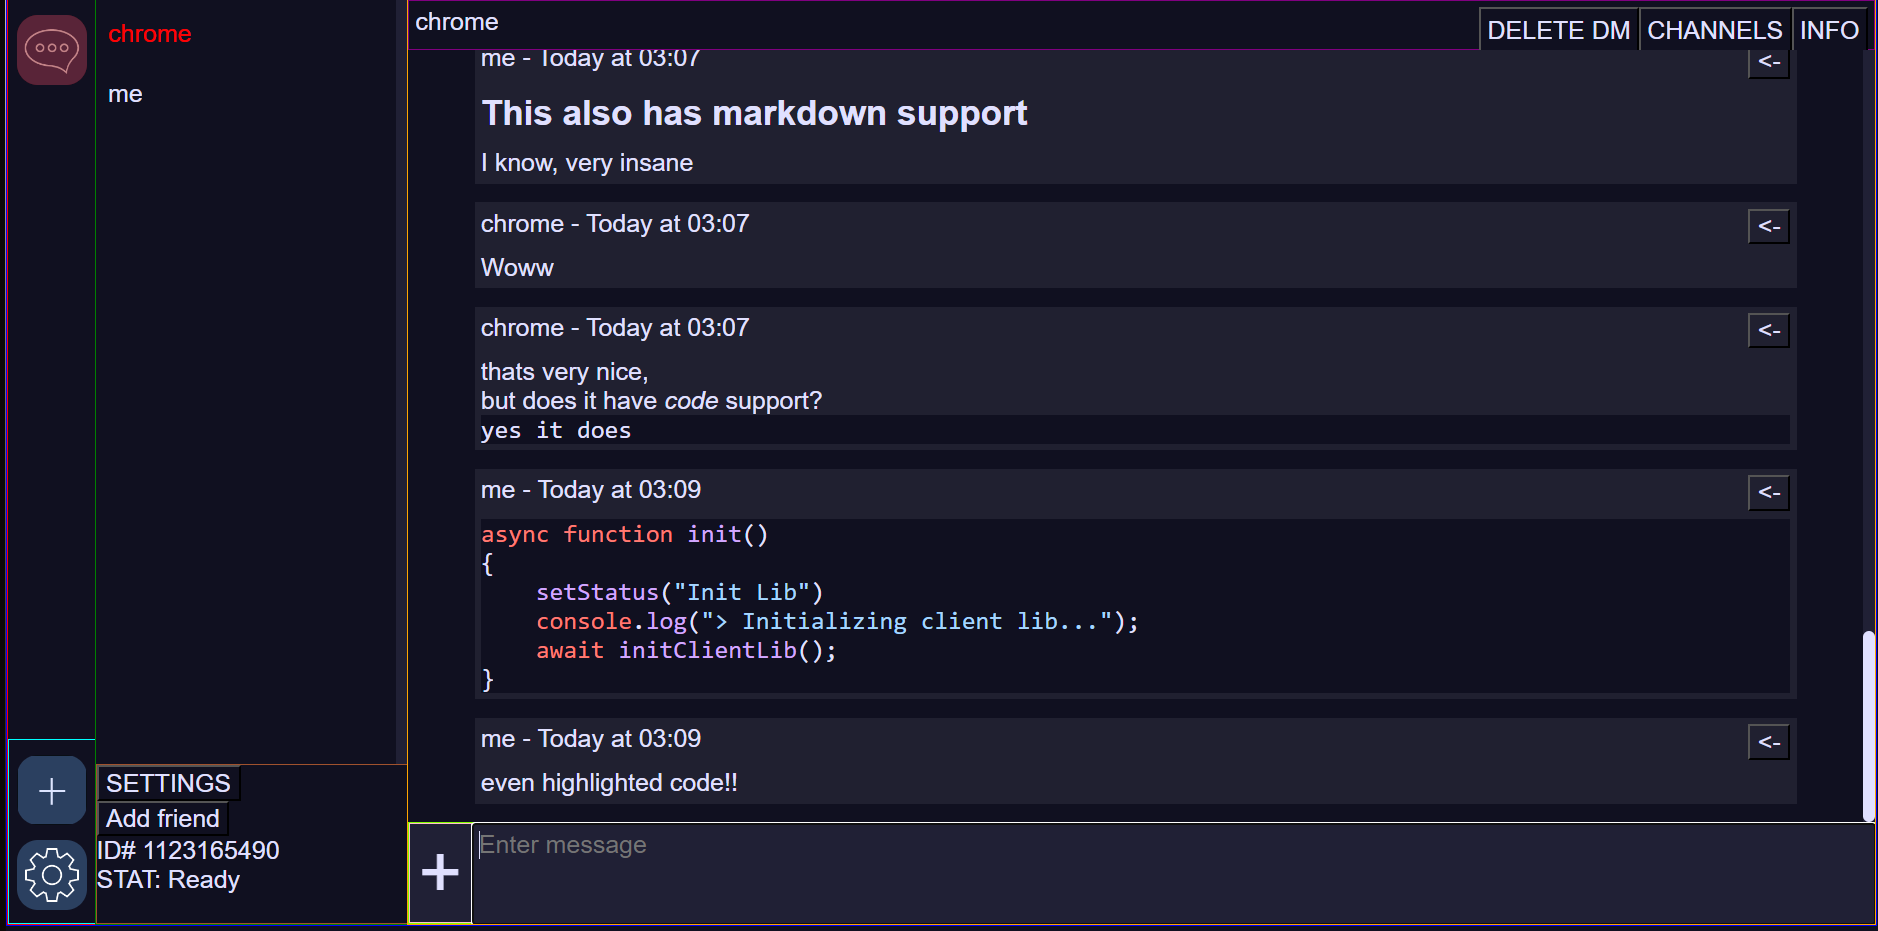 chrome
me
SETTINGS
Add friend
ID# 1123165490
STAT: Ready
chrome
DELETE DM CHANNELS INFO
me - Today at 03:07
<-
This also has markdown support
I know, very insane
chrome - Today at 03:07
<-
Woww
chrome - Today at 03:07
<-
thats very nice,
but does it have code support?
yes it does
me - Today at 03:09
<-
async function init()
{
    setStatus("Init Lib")
    console.log("> Initializing client lib...");
    await initClientLib();
}
me - Today at 03:09
<-
even highlighted code!!
+
Enter message